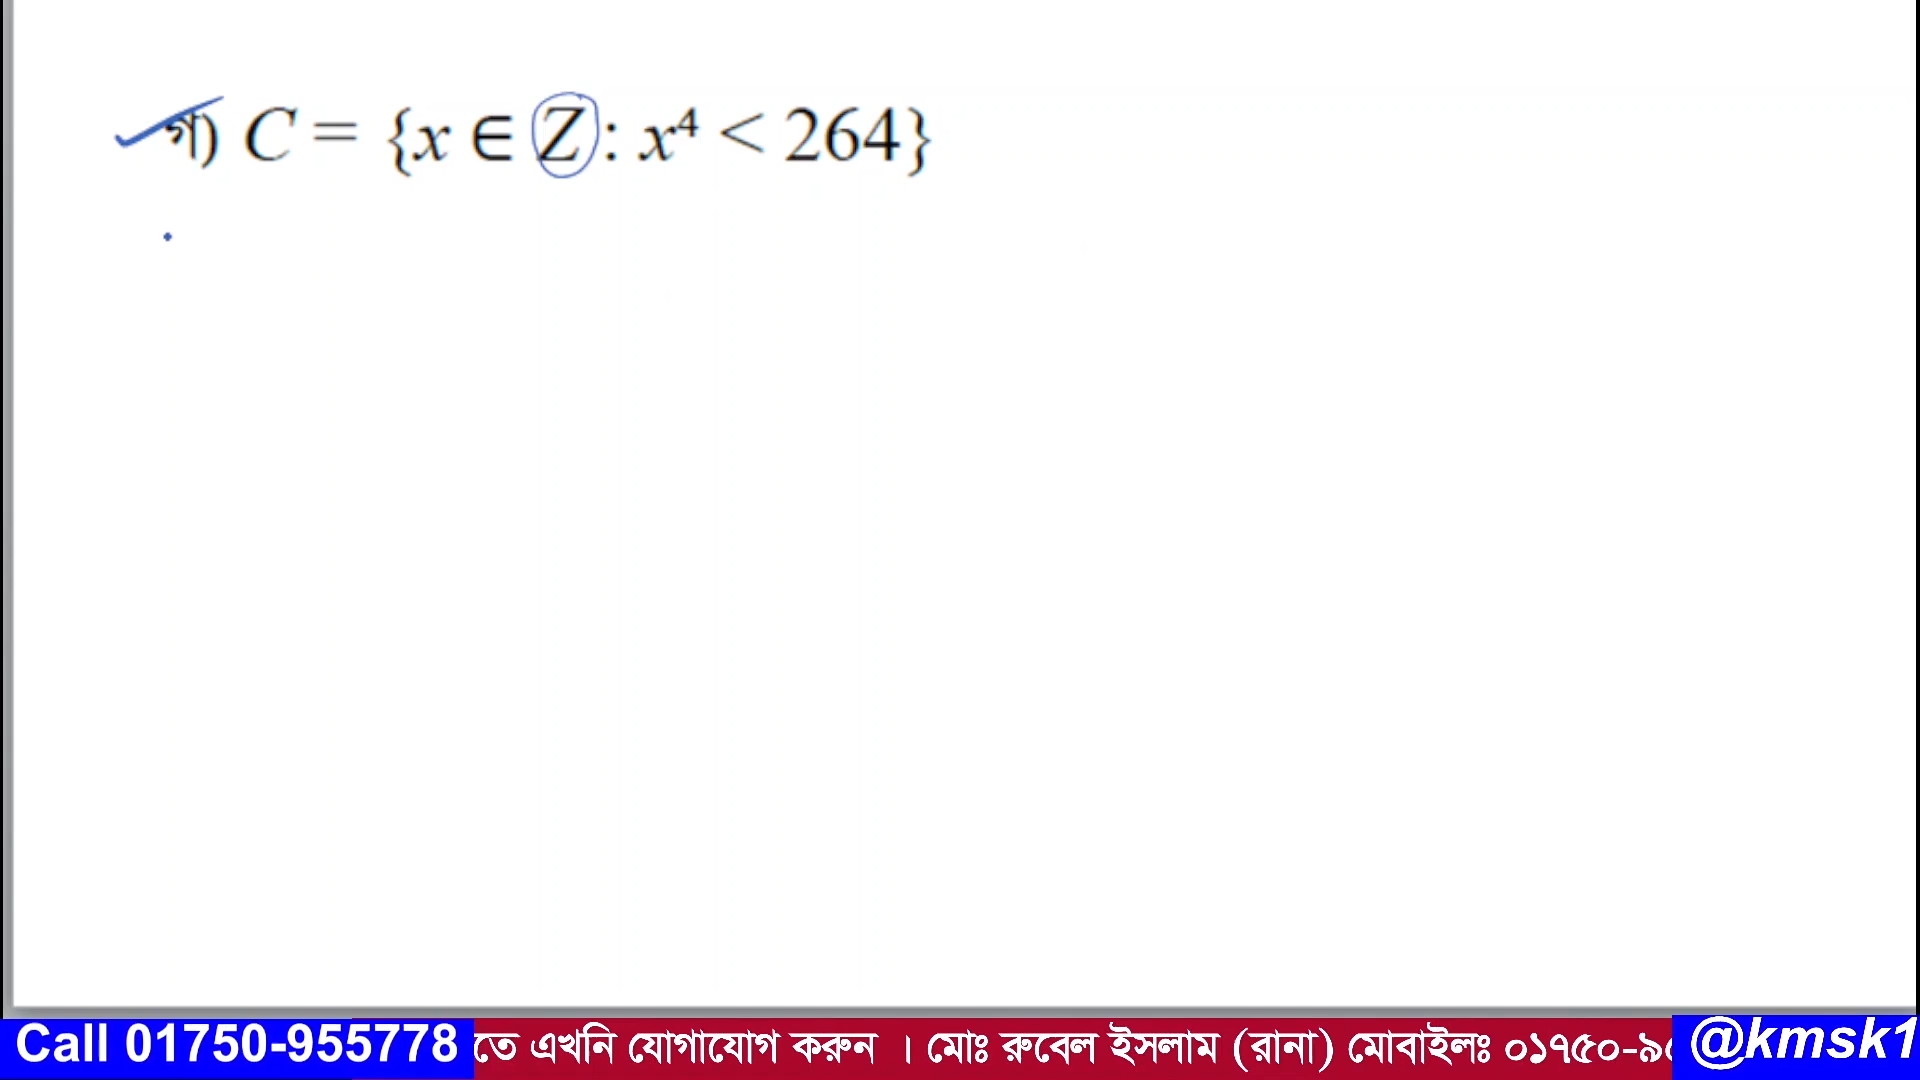 গ) C = {x ∈ Z : x⁴ < 264}
Call 01750-955778 তে এখনি যোগাযোগ করুন । মোঃ রুবেল ইসলাম (রানা) মোবাইলঃ ০১৭৫০-৯ @kmsk1